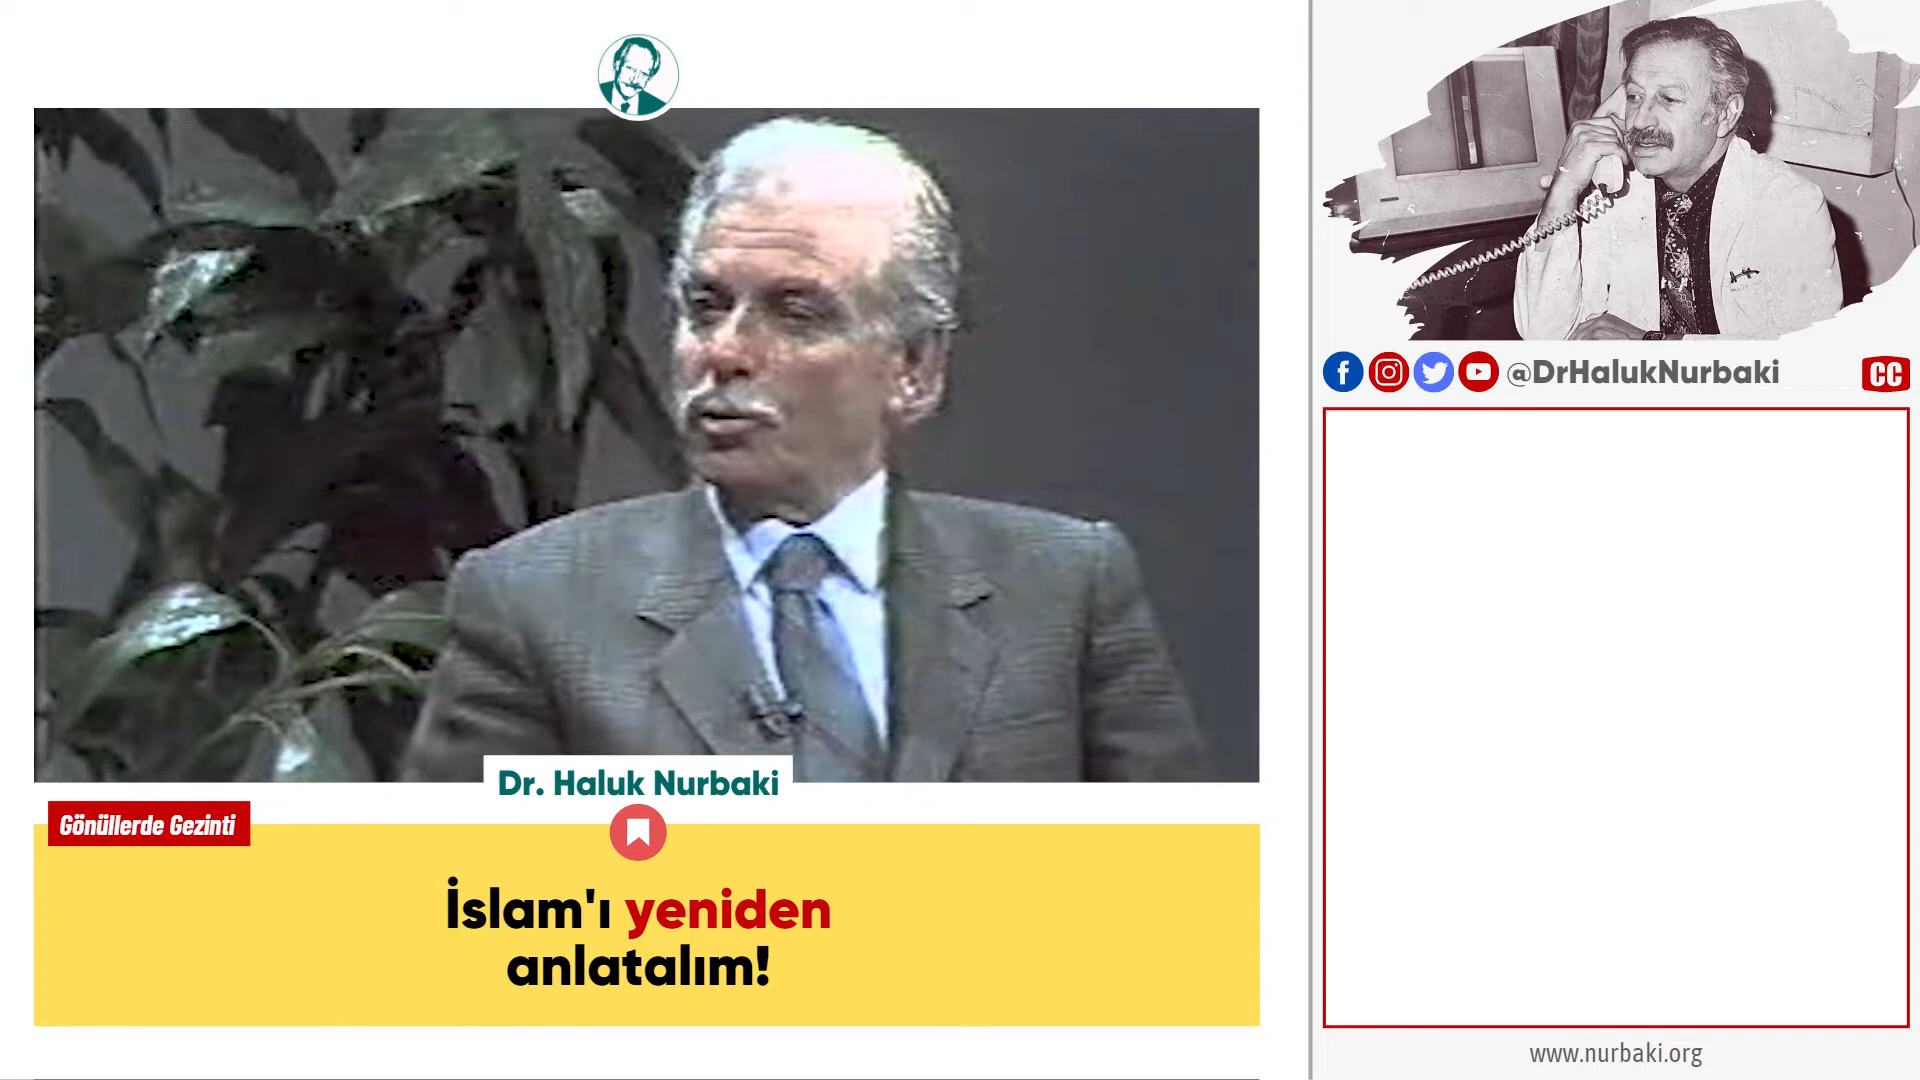 Dr. Haluk Nurbaki
Gönüllerde Gezinti
İslam'ı yeniden
anlatalım!
@DrHalukNurbaki
CC
www.nurbaki.org